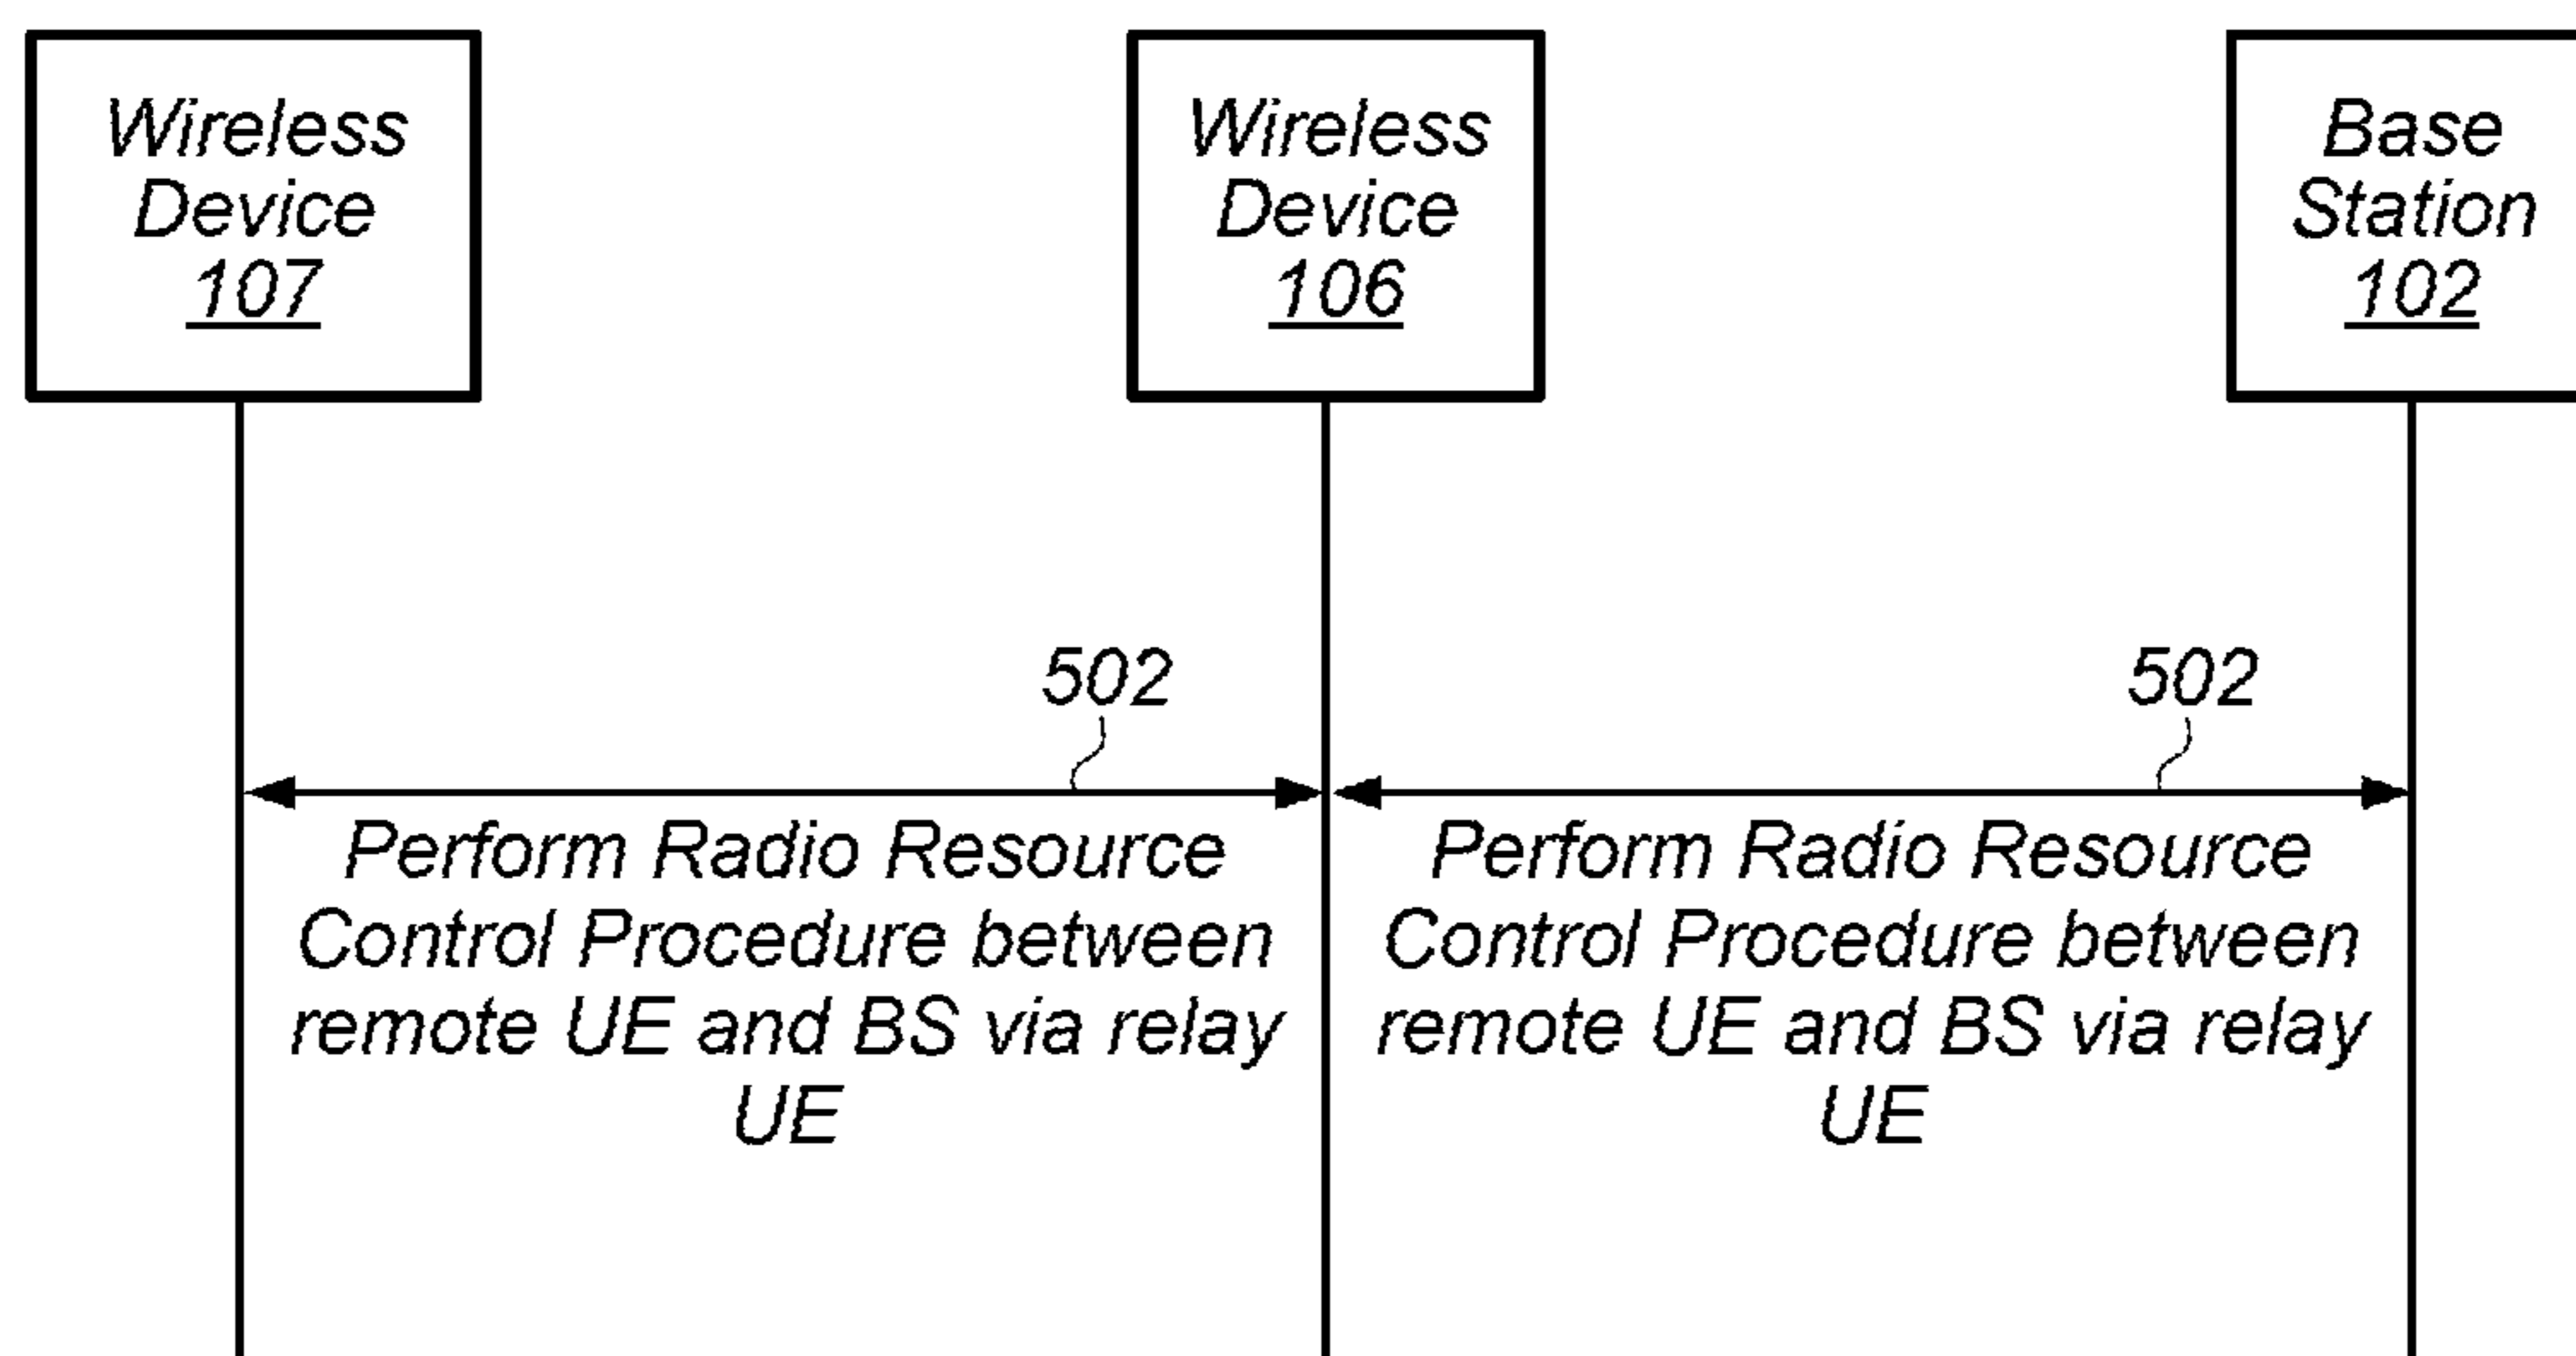 Wireless
Device
107
Wireless
Device
106
Base
Station
102
502
502
Perform Radio Resource
Control Procedure between
remote UE and BS via relay
UE
Perform Radio Resource
Control Procedure between
remote UE and BS via relay
UE